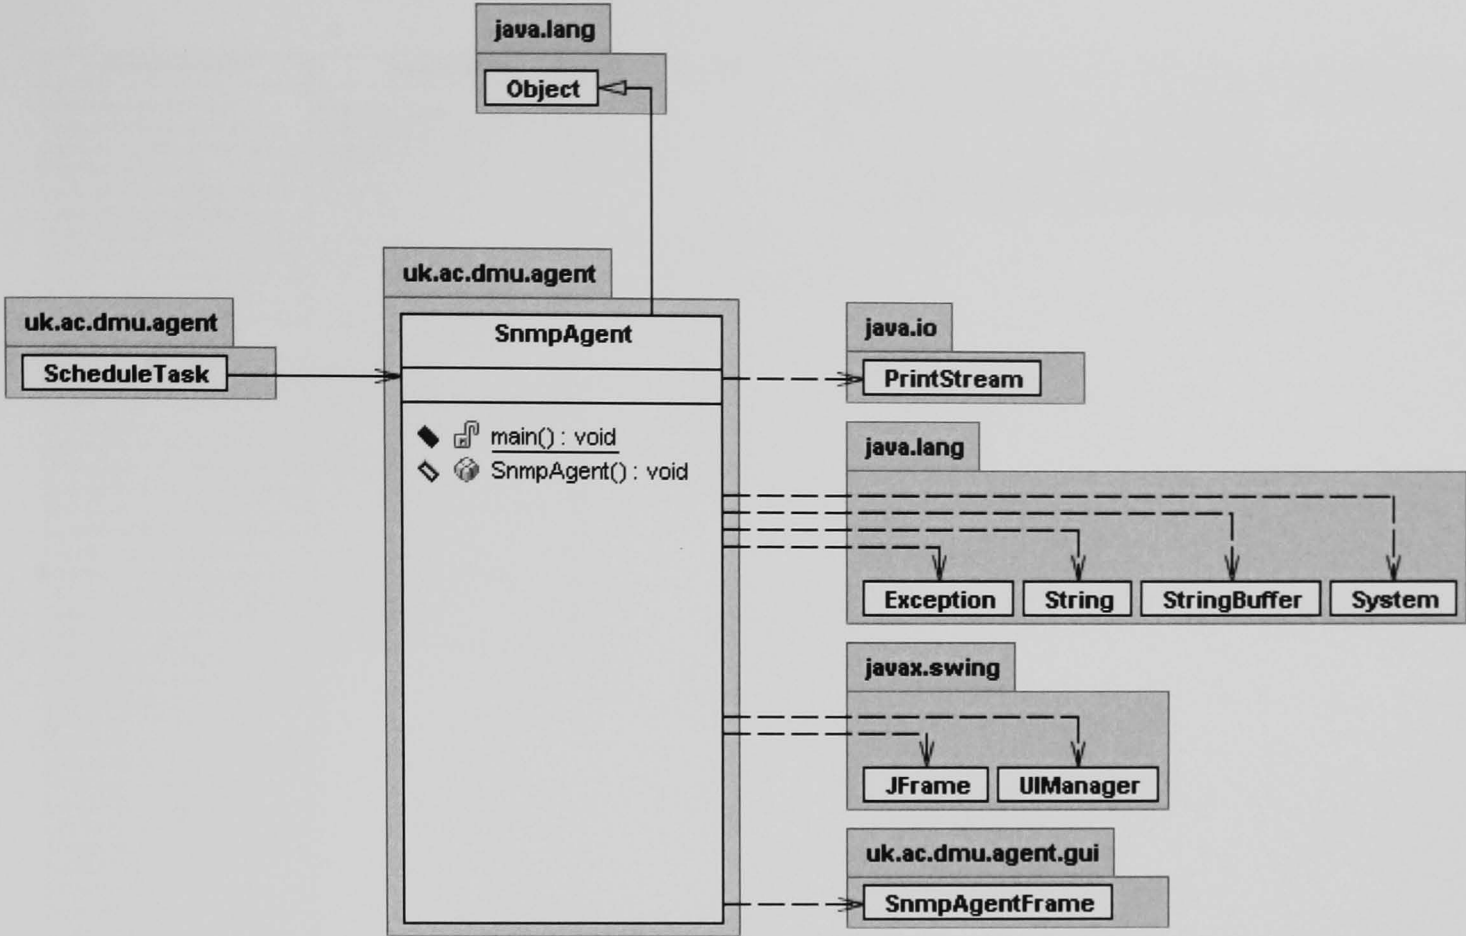 java.lang
Object
uk.ac.dmu.agent
SnmpAgent
main() : void
SnmpAgent() : void
uk.ac.dmu.agent
ScheduleTask
java.io
PrintStream
java.lang
Exception
String
StringBuffer
System
javax.swing
JFrame
UIManager
uk.ac.dmu.agent.gui
SnmpAgentFrame